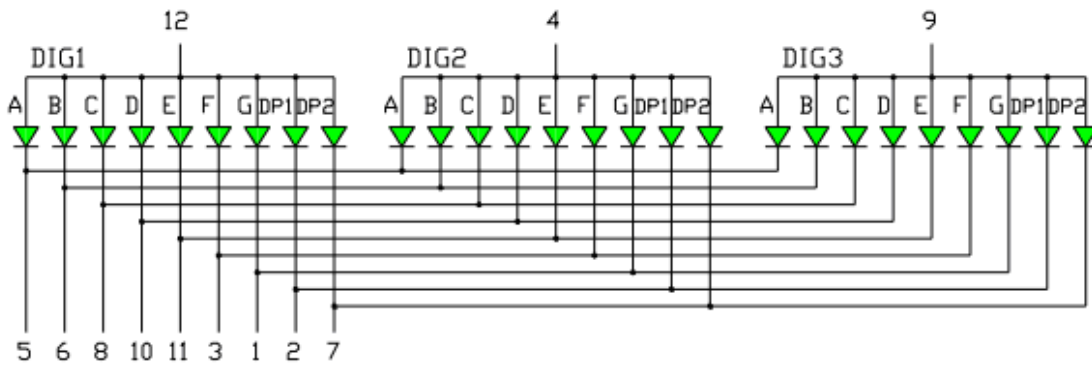 12 4 9
DIG1 DIG2 DIG3
A B C D E F G DP1 DP2 A B C D E F G DP1 DP2 A B C D E F G DP1 DP2
5 6 8 10 11 3 1 2 7